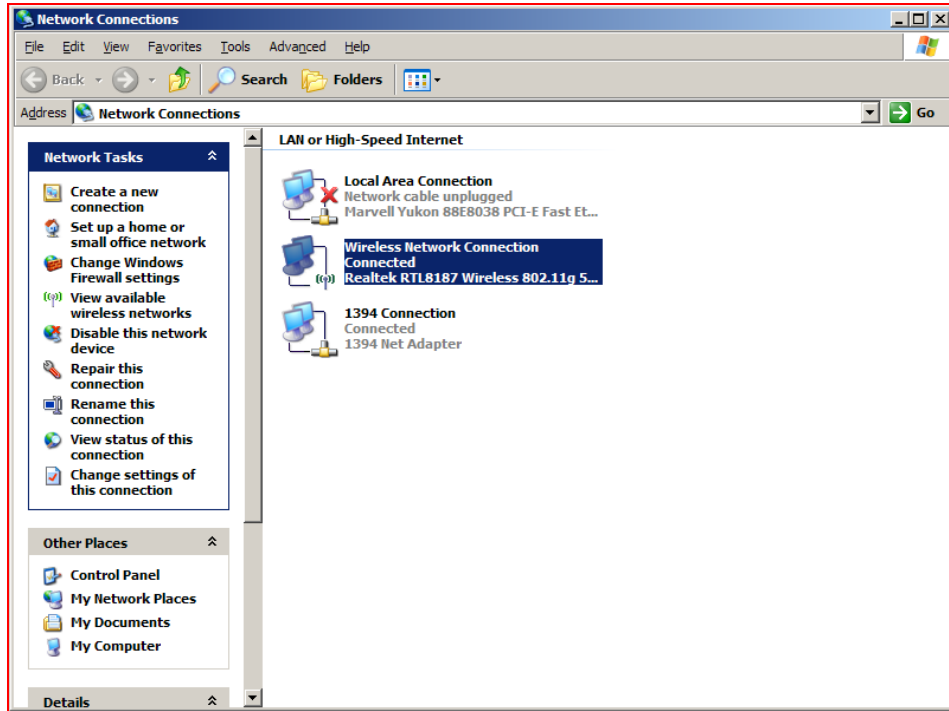 Network Connections
File Edit View Favorites Tools Advanced Help
Back Search Folders
Address Network Connections Go
Network Tasks
Create a new
connection
Set up a home or
small office network
Change Windows
Firewall settings
View available
wireless networks
Disable this network
device
Repair this
connection
Rename this
connection
View status of this
connection
Change settings of
this connection
Other Places
Control Panel
My Network Places
My Documents
My Computer
Details
LAN or High-Speed Internet
Local Area Connection
Network cable unplugged
Marvell Yukon 88E8038 PCI-E Fast Et...
Wireless Network Connection
Connected
Realtek RTL8187 Wireless 802.11g 5...
1394 Connection
Connected
1394 Net Adapter